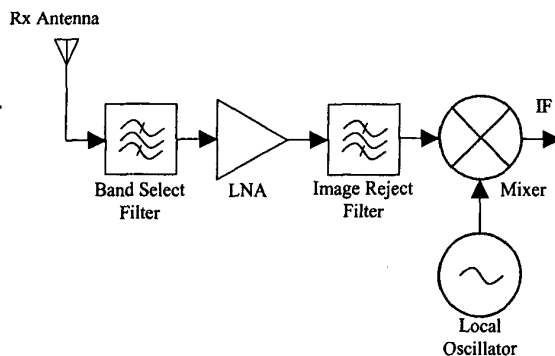 Rx Antenna
IF
Band Select
Filter
LNA
Image Reject
Filter
Mixer
Local
Oscillator